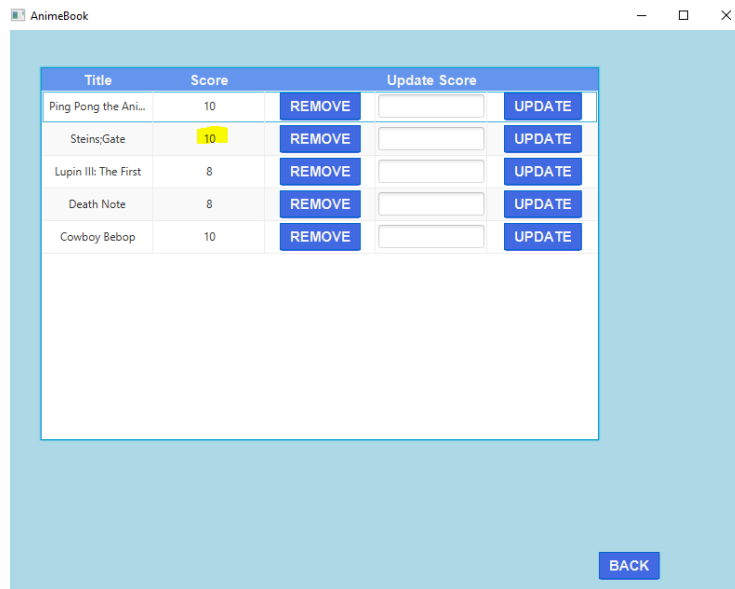 AnimeBook
Title Score Update Score
Ping Pong the Ani... 10 REMOVE UPDATE
Steins;Gate 10 REMOVE UPDATE
Lupin III: The First 8 REMOVE UPDATE
Death Note 8 REMOVE UPDATE
Cowboy Bebop 10 REMOVE UPDATE
BACK